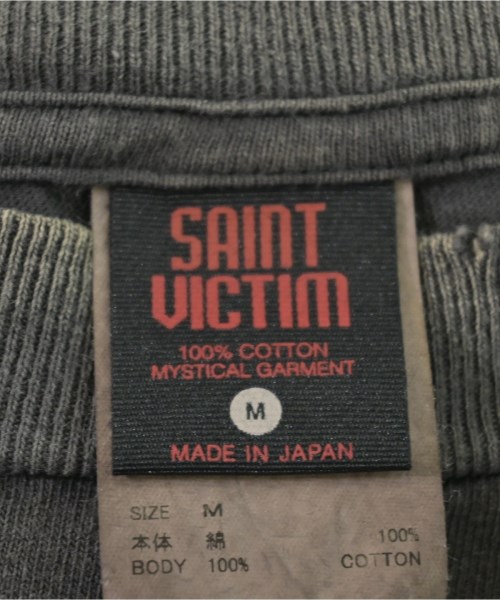 SAINT
VICTIM
100% COTTON
MYSTICAL GARMENT
M
MADE IN JAPAN
SIZE M
本体 綿 100%
BODY 100% COTTON